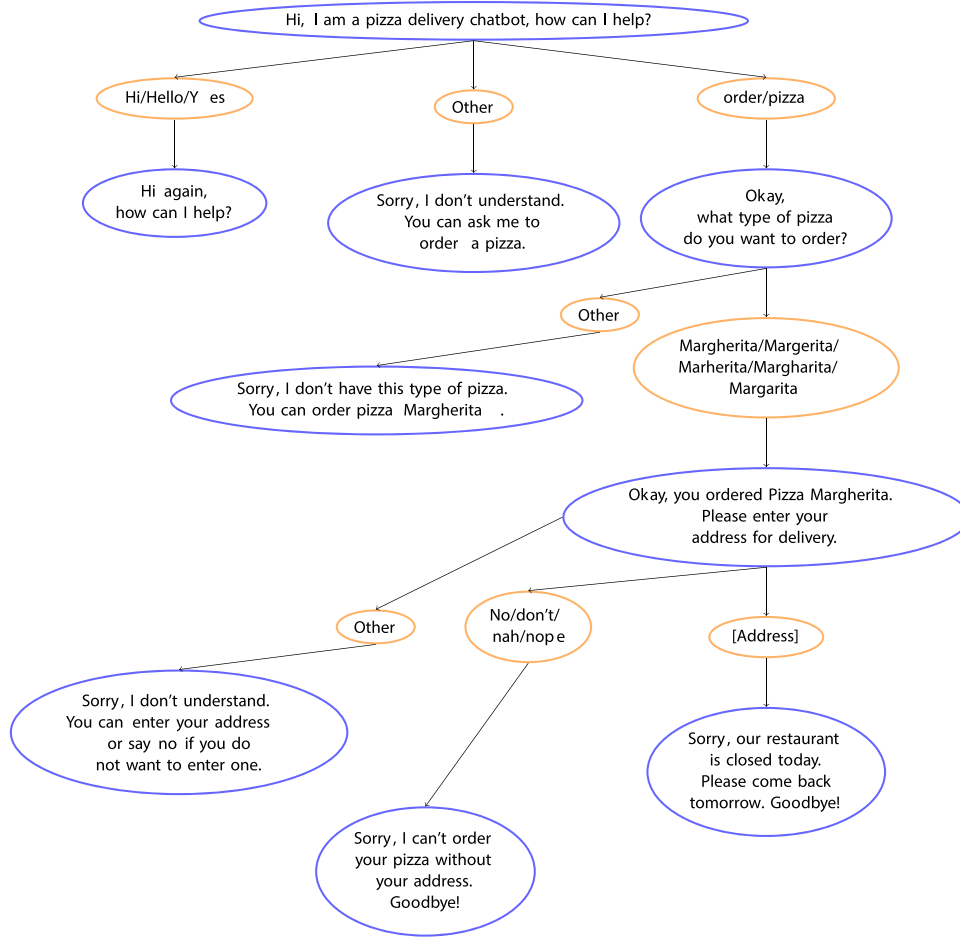 Hi, I am a pizza delivery chatbot, how can I help?
Hi/Hello/Y es
Other
order/pizza
Hi again,
how can I help?
Sorry, I don't understand.
You can ask me to
order a pizza.
Okay,
what type of pizza
do you want to order?
Other
Margherita/Margerita/
Marherita/Margharita/
Margarita
Sorry, I don't have this type of pizza.
You can order pizza Margherita .
Okay, you ordered Pizza Margherita.
Please enter your
address for delivery.
Other
No/don't/
nah/nope
[Address]
Sorry, I don't understand.
You can enter your address
or say no if you do
not want to enter one.
Sorry, our restaurant
is closed today.
Please come back
tomorrow. Goodbye!
Sorry, I can't order
your pizza without
your address.
Goodbye!